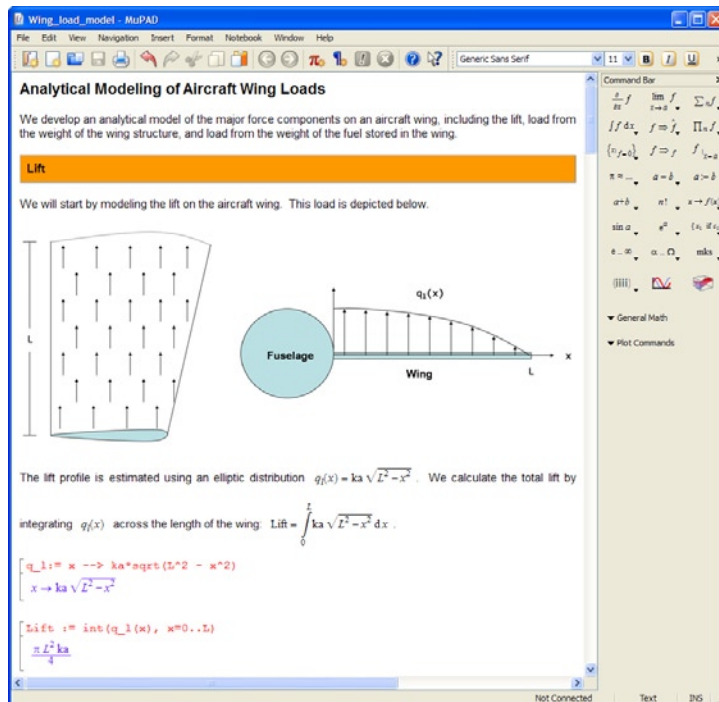 Wing_load_model - MuPAD
File Edit View Navigation Insert Format Notebook Window Help
Generic Sans Serif 11 B I U
Analytical Modeling of Aircraft Wing Loads
Command Bar
We develop an analytical model of the major force components on an aircraft wing, including the lift, load from
the weight of the wing structure, and load from the weight of the fuel stored in the wing.
Lift
We will start by modeling the lift on the aircraft wing. This load is depicted below.
L
q₁(x)
Fuselage
Wing
L
x
General Math
Plot Commands
The lift profile is estimated using an elliptic distribution qₗ(x) = ka √(L²−x²) . We calculate the total lift by
integrating qₗ(x) across the length of the wing: Lift = ∫₀ᴸ ka √(L²−x²) dx .
q_l:= x --> ka*sqrt(L^2 - x^2)
x → ka √(L²−x²)
Lift := int(q_l(x), x=0..L)
π L² ka
4
Not Connected Text INS